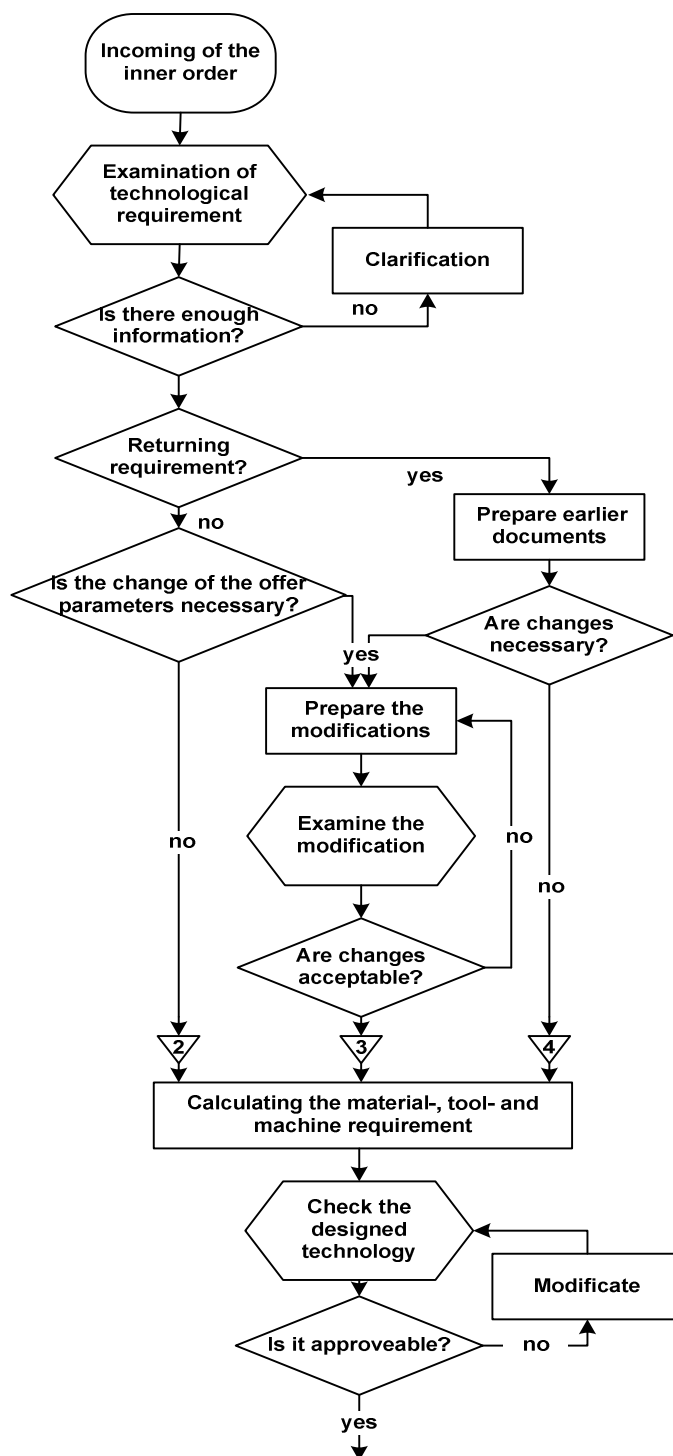 Incoming of the
inner order
Examination of
technological
requirement
Clarification
no
Is there enough
information?
Returning
requirement?
yes
no
Prepare earlier
documents
Is the change of the offer
parameters necessary?
Are changes
necessary?
yes
Prepare the
modifications
Examine the
modification
no
no
no
Are changes
acceptable?
2
3
4
Calculating the material-, tool- and
machine requirement
Check the
designed
technology
Modificate
Is it approveable?
no
yes